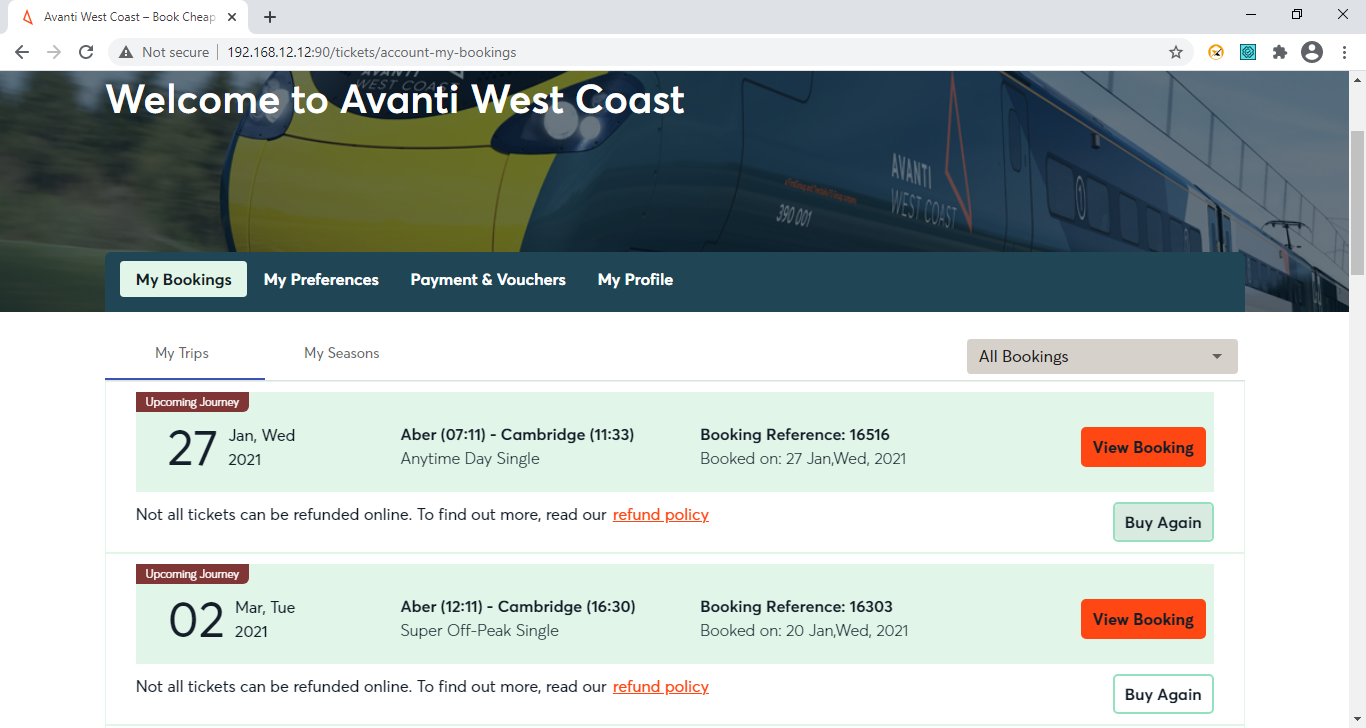 Avanti West Coast – Book Cheap
Not secure
192.168.12.12:90/tickets/account-my-bookings
AVANTI
WEST COAST
Welcome to Avanti West Coast
AVANTI
WEST COAST
390 001
My Bookings
My Preferences
Payment & Vouchers
My Profile
My Trips
My Seasons
All Bookings
Upcoming Journey
27
Jan, Wed
2021
Aber (07:11) - Cambridge (11:33)
Anytime Day Single
Booking Reference: 16516
Booked on: 27 Jan,Wed, 2021
View Booking
Not all tickets can be refunded online. To find out more, read our refund policy
Buy Again
Upcoming Journey
02
Mar, Tue
2021
Aber (12:11) - Cambridge (16:30)
Super Off-Peak Single
Booking Reference: 16303
Booked on: 20 Jan,Wed, 2021
View Booking
Not all tickets can be refunded online. To find out more, read our refund policy
Buy Again